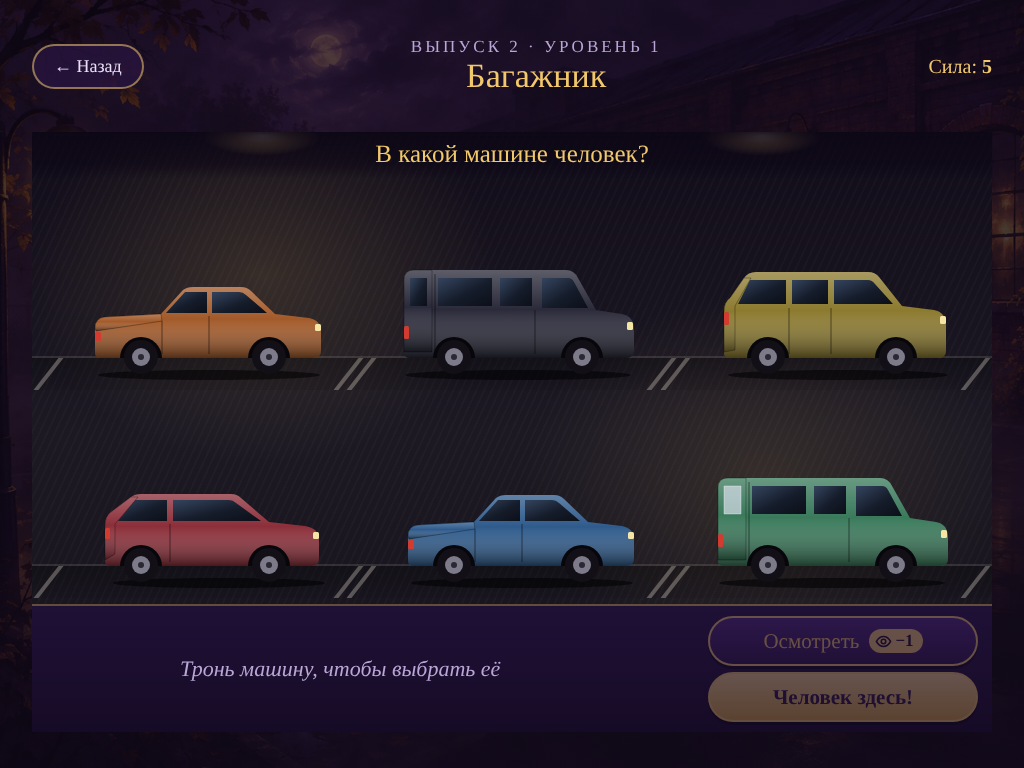 ← Назад
ВЫПУСК 2 · УРОВЕНЬ 1
Багажник
Сила: 5
В какой машине человек?
Тронь машину, чтобы выбрать её
Осмотреть −1
Человек здесь!